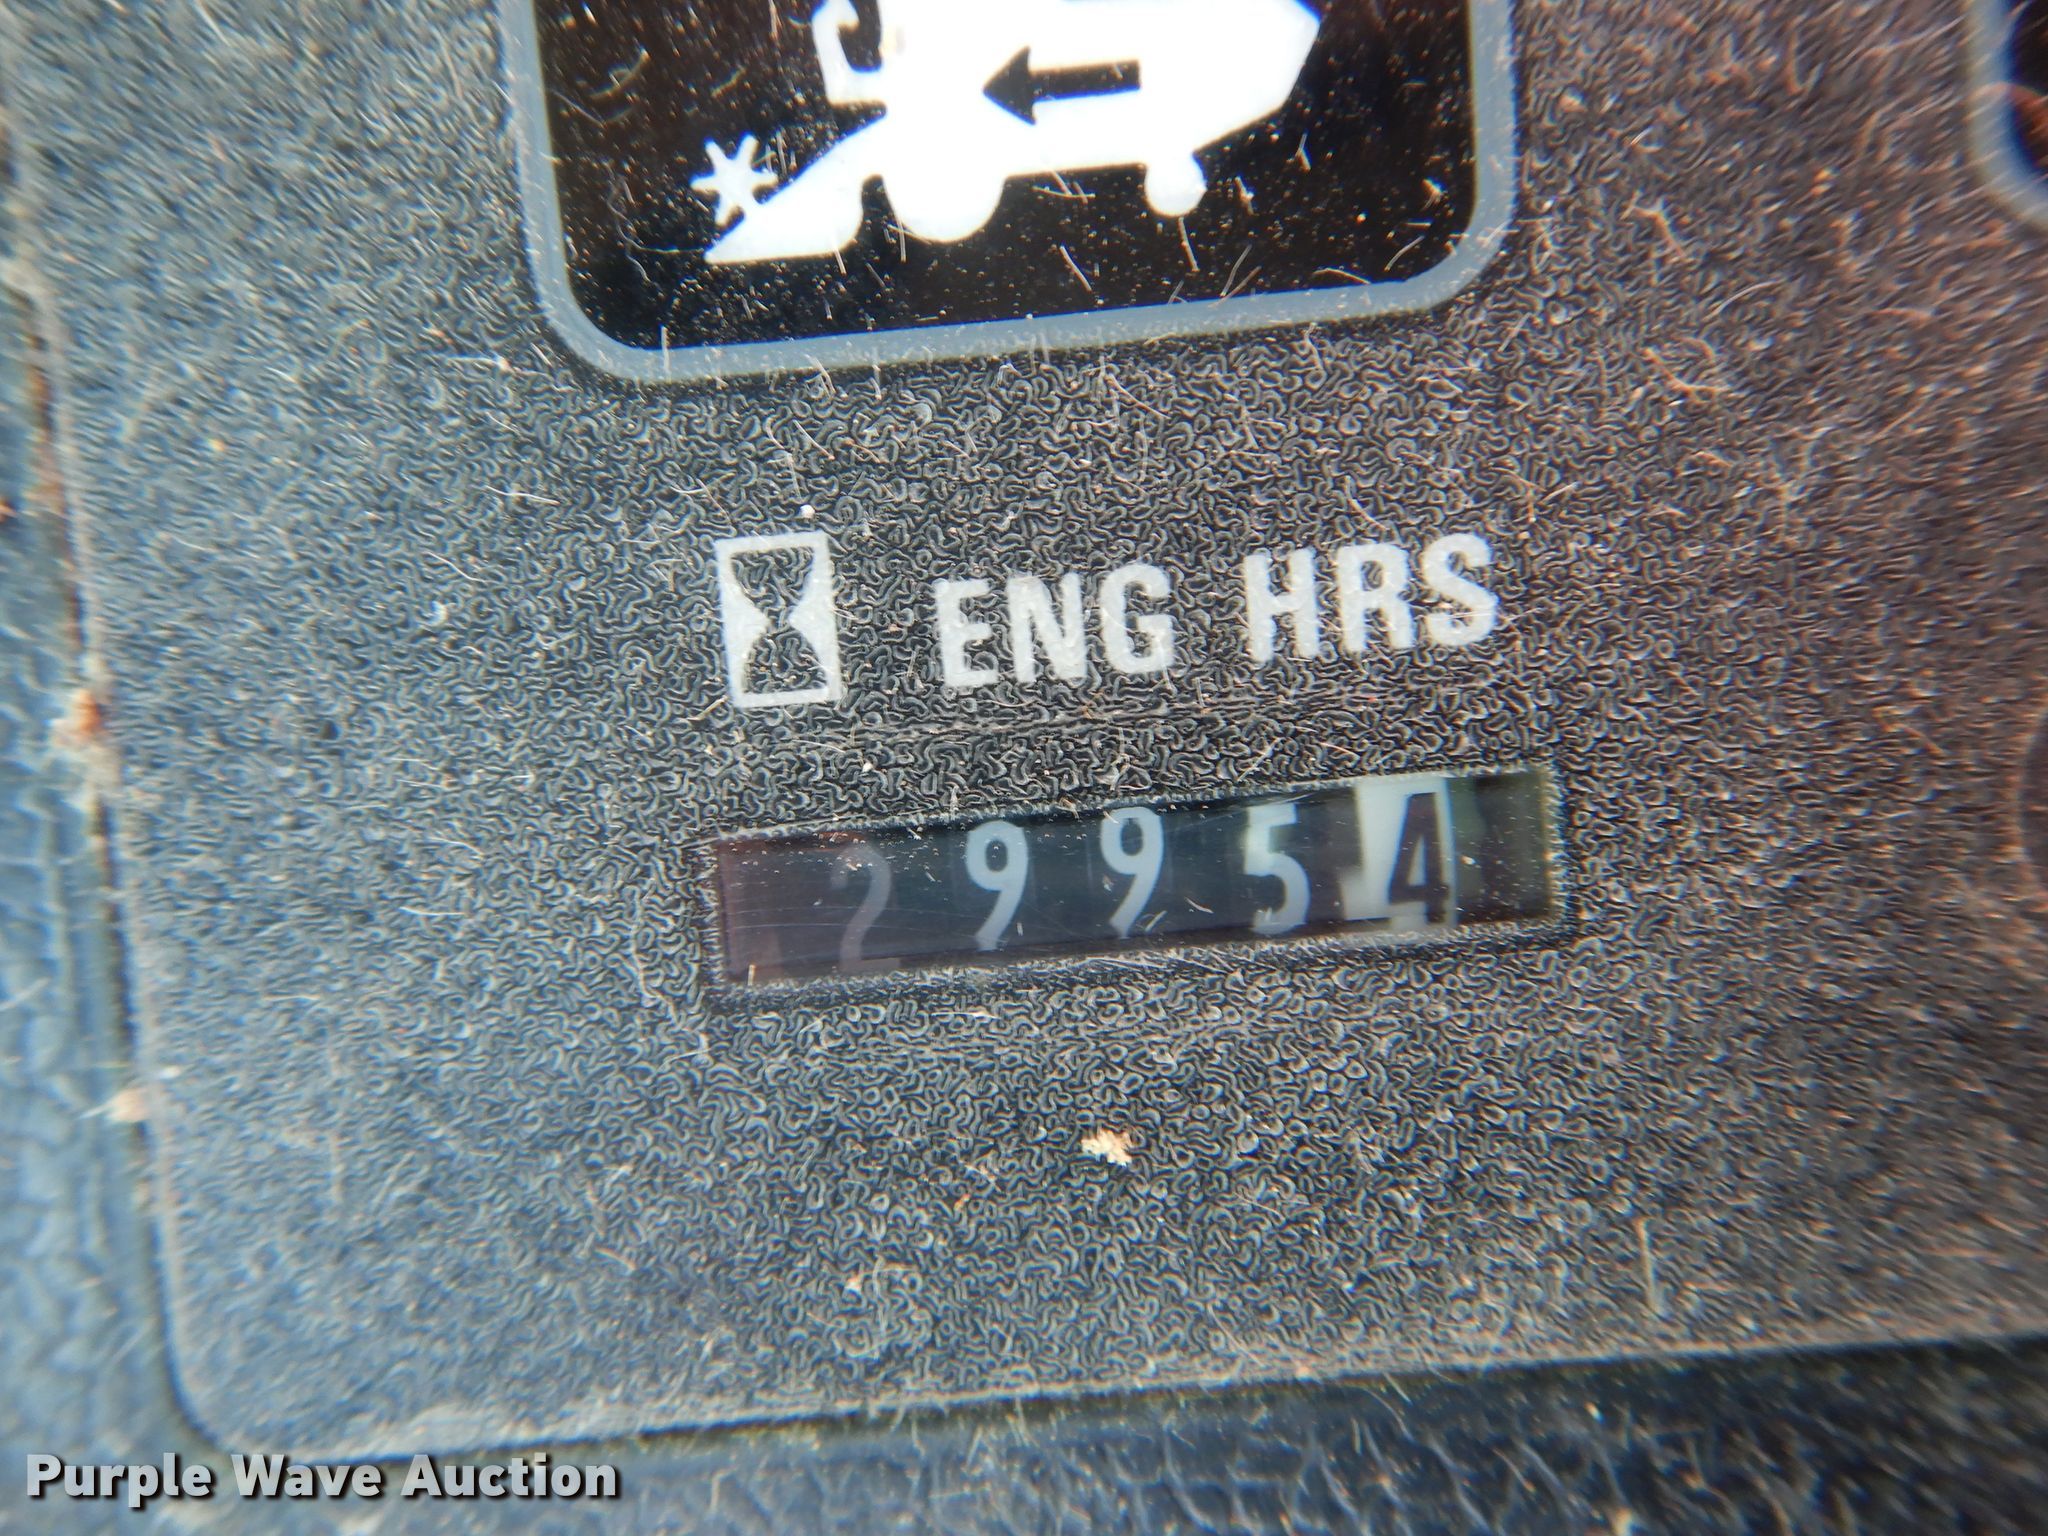 ENG HRS
29954
Purple Wave Auction